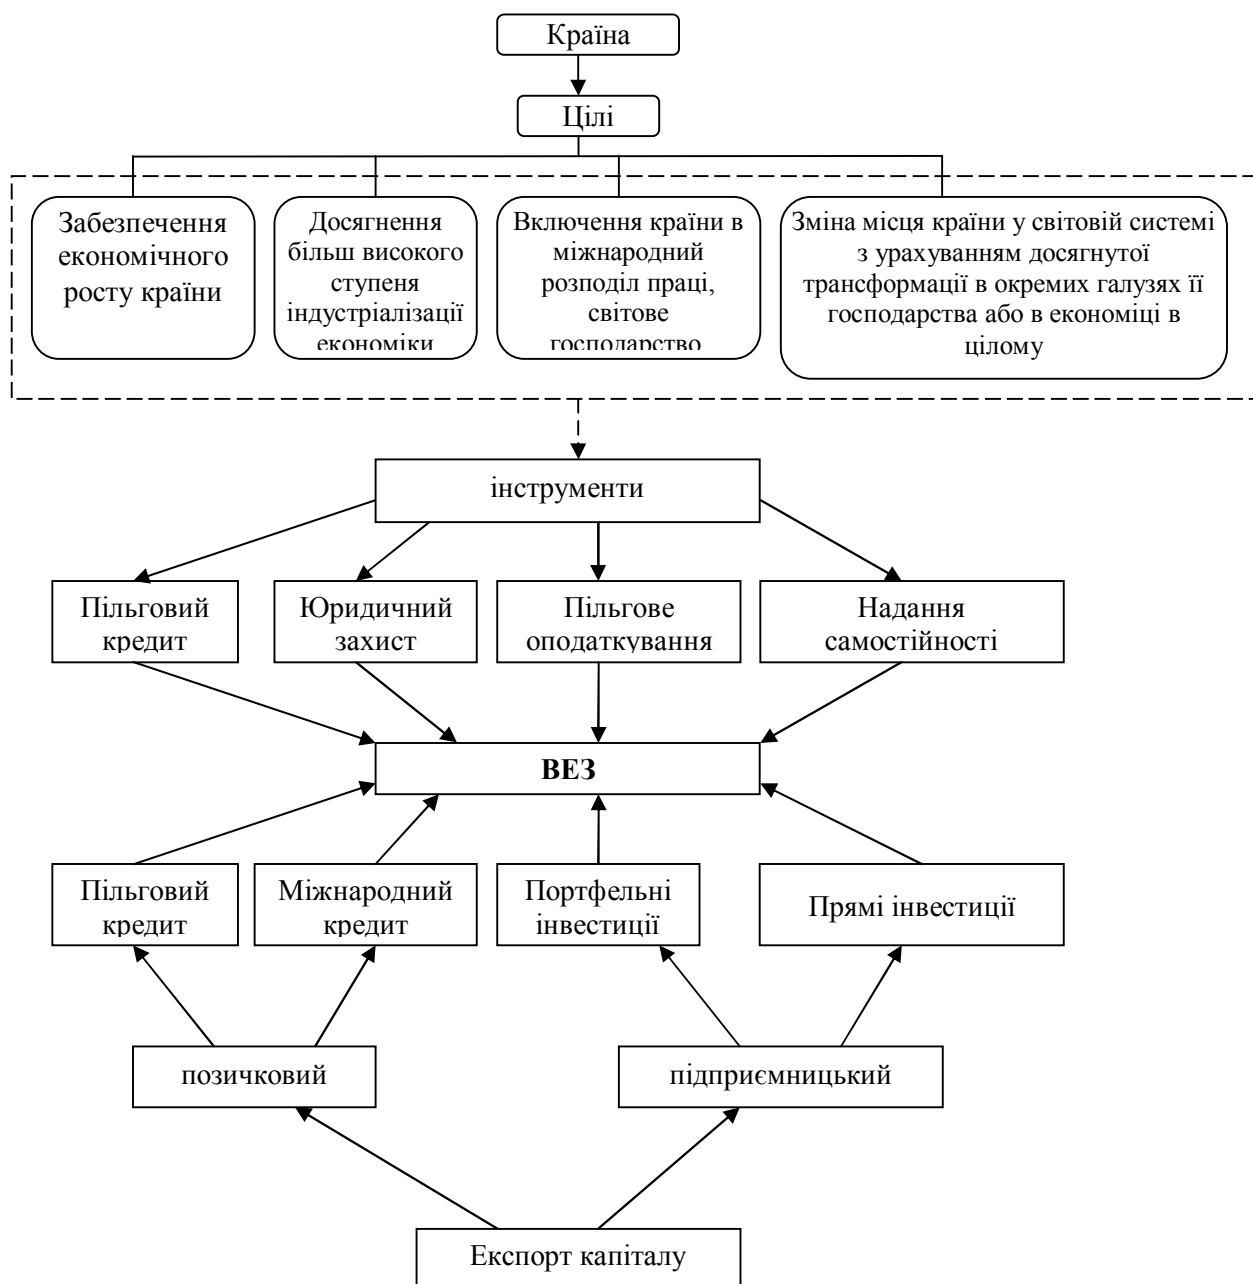 Країна
Цілі
Забезпечення
економічного
росту країни
Досягнення
більш високого
ступеня
індустріалізації
економіки
Включення країни в
міжнародний
розподіл праці,
світове
господарство
Зміна місця країни у світовій системі
з урахуванням досягнутої
трансформації в окремих галузях її
господарства або в економіці в
цілому
інструменти
Пільговий
кредит
Юридичний
захист
Пільгове
оподаткування
Надання
самостійності
ВЕЗ
Пільговий
кредит
Міжнародний
кредит
Портфельні
інвестиції
Прямі інвестиції
позичковий
підприємницький
Експорт капіталу